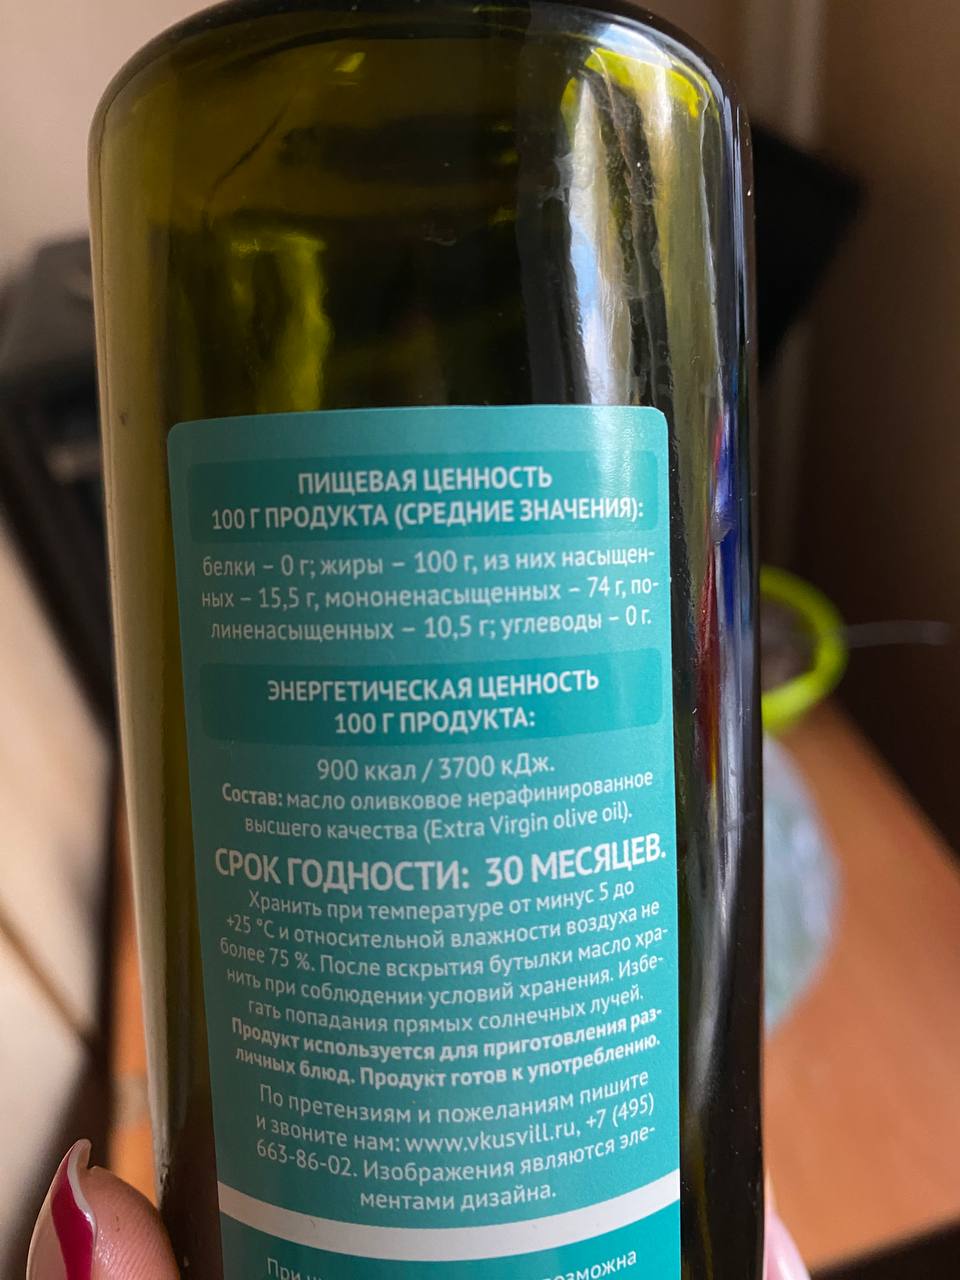 ПИЩЕВАЯ ЦЕННОСТЬ
100 Г ПРОДУКТА (СРЕДНИЕ ЗНАЧЕНИЯ):
белки – 0 г; жиры – 100 г, из них насыщен-
ных – 15,5 г, мононенасыщенных – 74 г, по-
линенасыщенных – 10,5 г; углеводы – 0 г.
ЭНЕРГЕТИЧЕСКАЯ ЦЕННОСТЬ
100 Г ПРОДУКТА:
900 ккал / 3700 кДж.
Состав: масло оливковое нерафинированное
высшего качества (Extra Virgin olive oil).
СРОК ГОДНОСТИ: 30 МЕСЯЦЕВ.
Хранить при температуре от минус 5 до
+25 °С и относительной влажности воздуха не
более 75 %. После вскрытия бутылки масло хра-
нить при соблюдении условий хранения. Избе-
гать попадания прямых солнечных лучей.
Продукт используется для приготовления раз-
личных блюд. Продукт готов к употреблению.
По претензиям и пожеланиям пишите
и звоните нам: www.vkusvill.ru, +7 (495)
663-86-02. Изображения являются эле-
ментами дизайна.
При